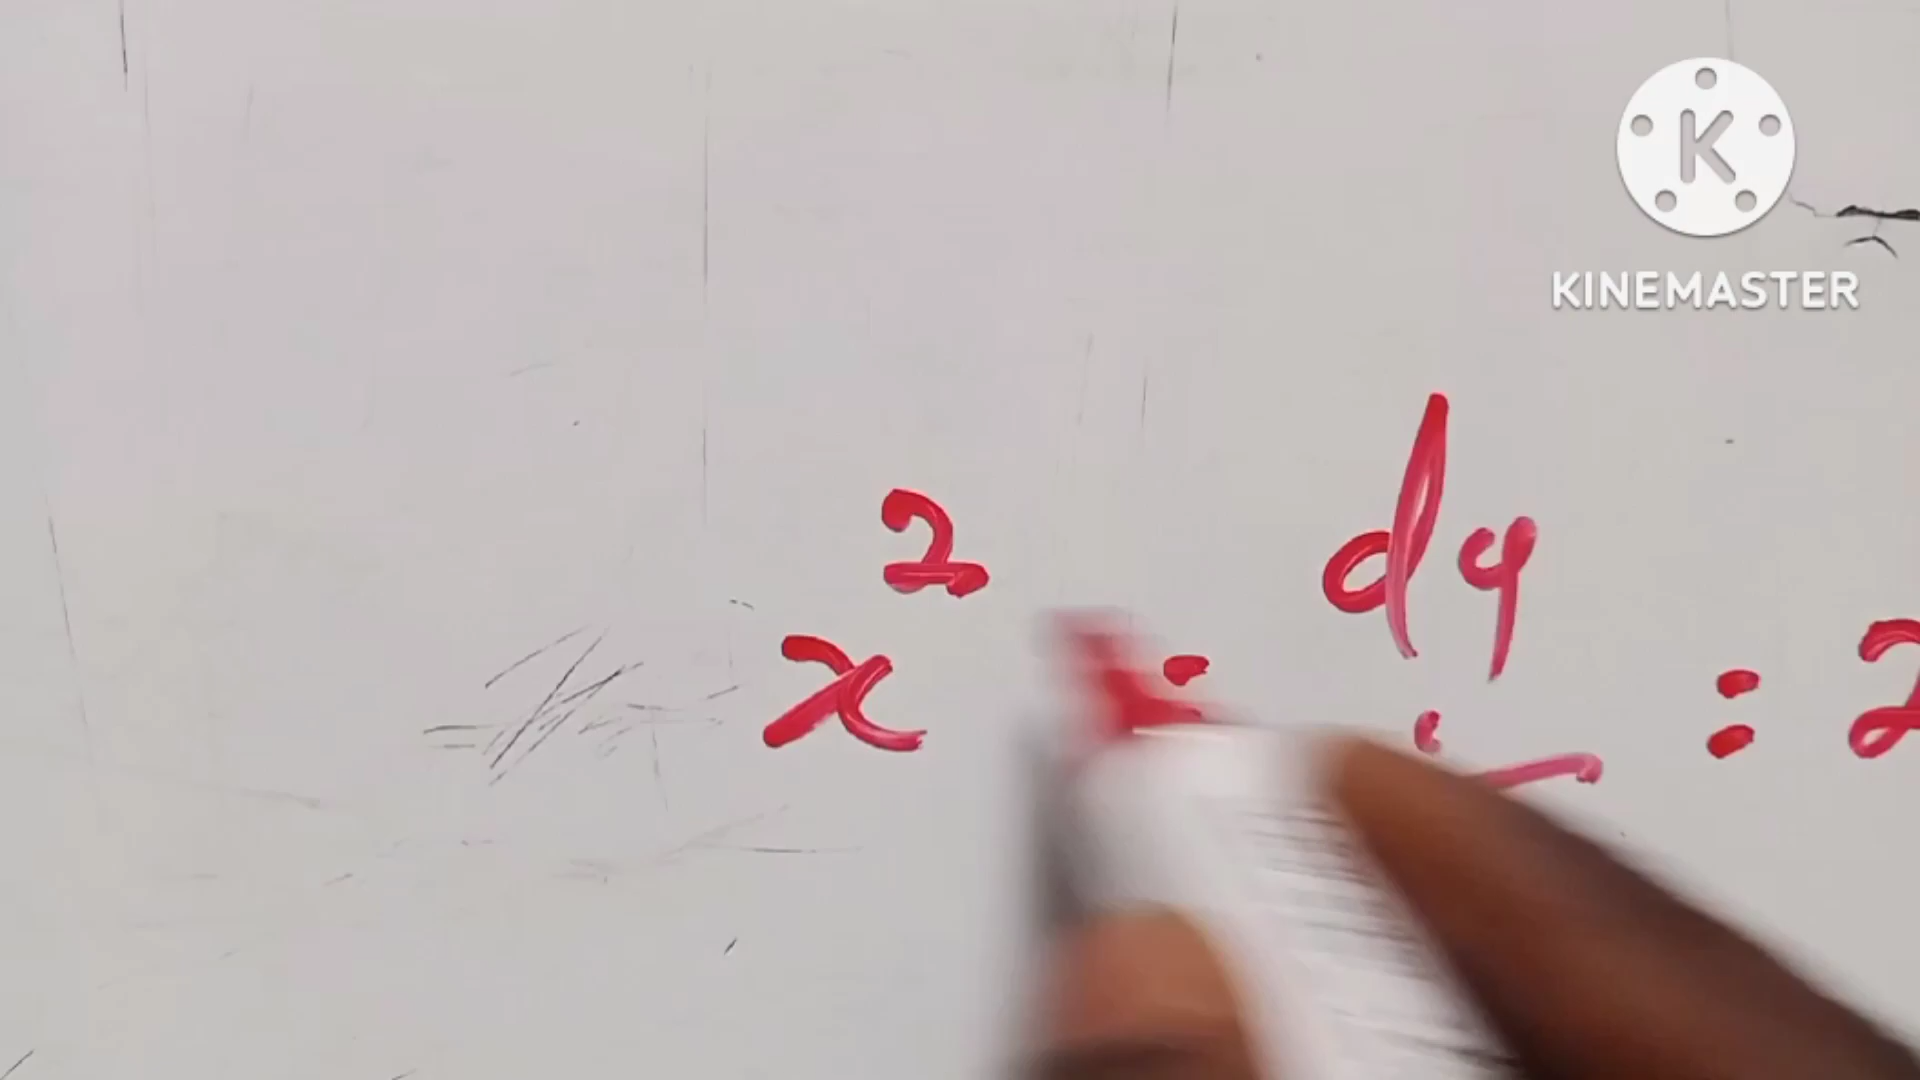 KINEMASTER
x² = dy = 2